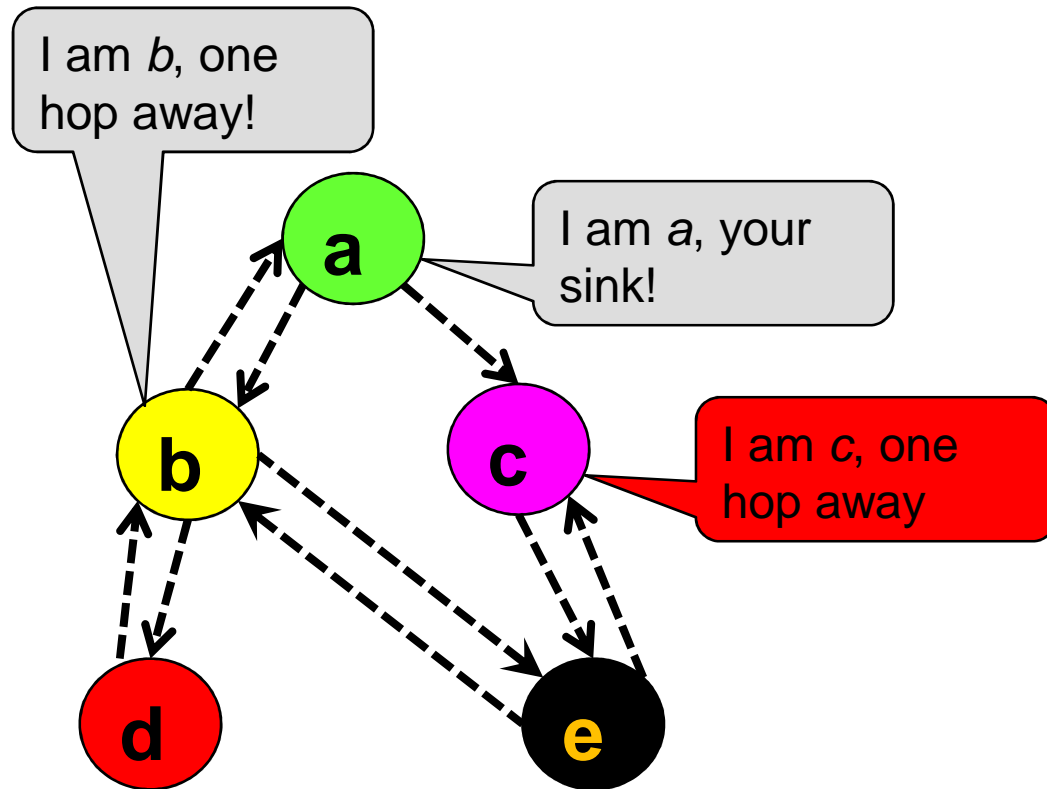 I am b, one
hop away!
a
I am a, your
sink!
b
c
I am c, one
hop away
d
e